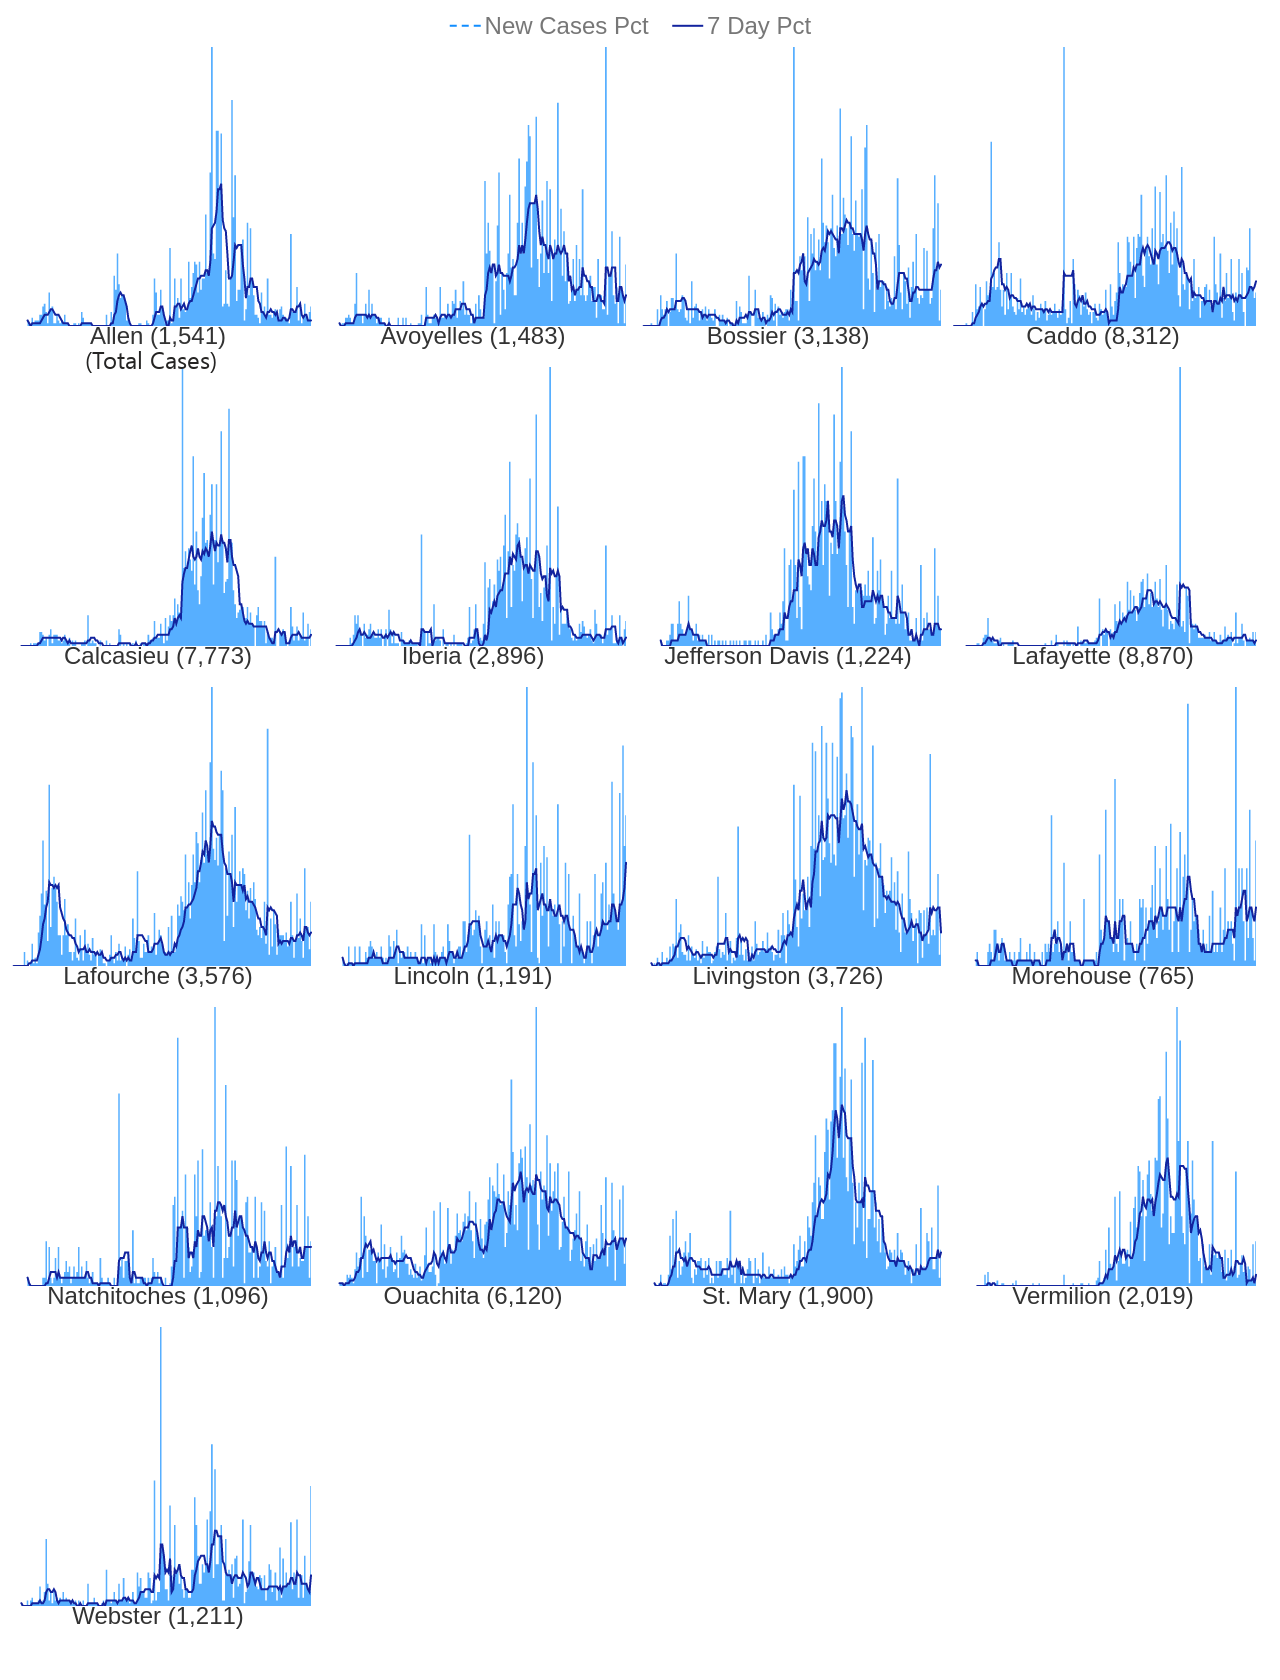 New Cases Pct 7 Day Pct
Allen (1,541) Avoyelles (1,483) Bossier (3,138) Caddo (8,312)
(Total Cases)
Calcasieu (7,773) Iberia (2,896) Jefferson Davis (1,224) Lafayette (8,870)
Lafourche (3,576) Lincoln (1,191) Livingston (3,726) Morehouse (765)
Natchitoches (1,096) Ouachita (6,120) St. Mary (1,900) Vermilion (2,019)
Webster (1,211)